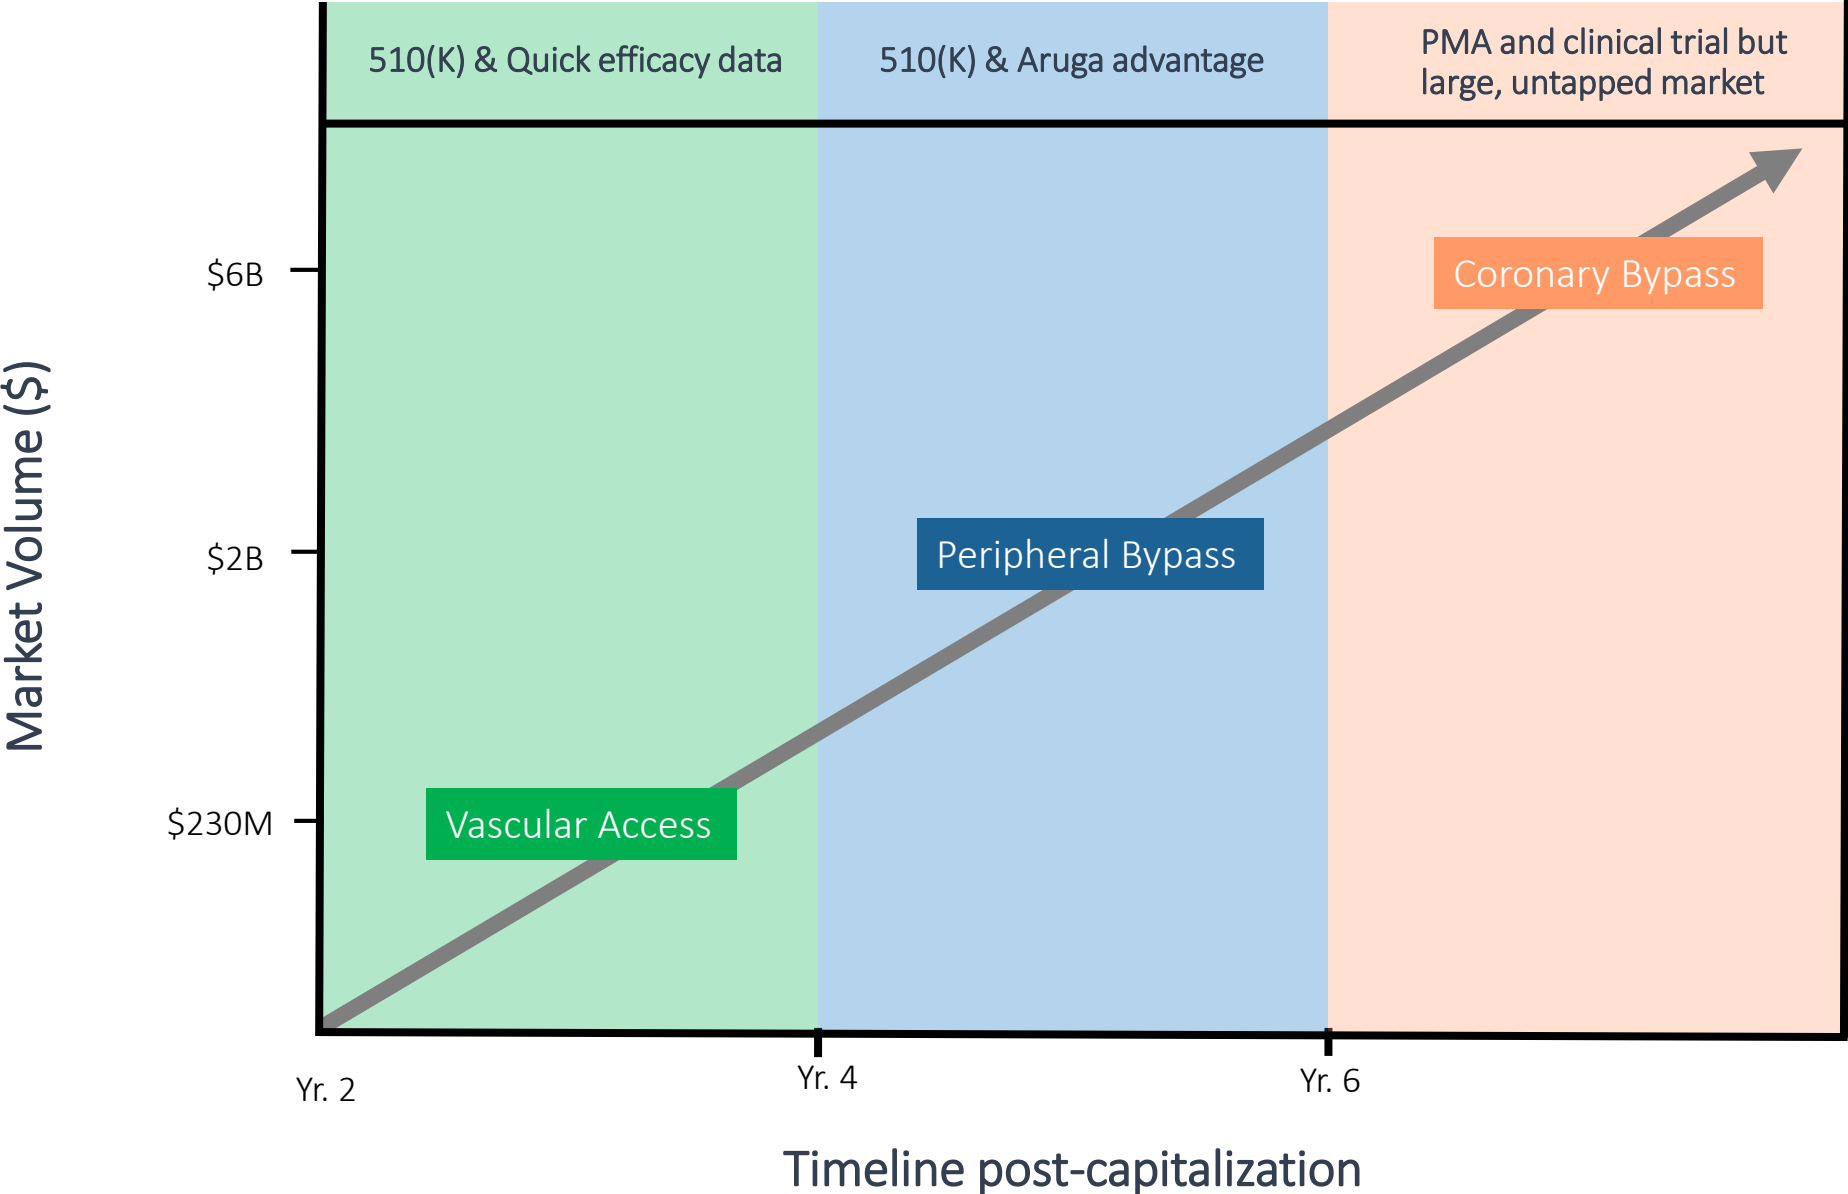 510(K) & Quick efficacy data
510(K) & Aruga advantage
PMA and clinical trial but
large, untapped market
$6B
Coronary Bypass
Market Volume ($)
$2B
Peripheral Bypass
$230M
Vascular Access
Yr. 2
Yr. 4
Yr. 6
Timeline post-capitalization